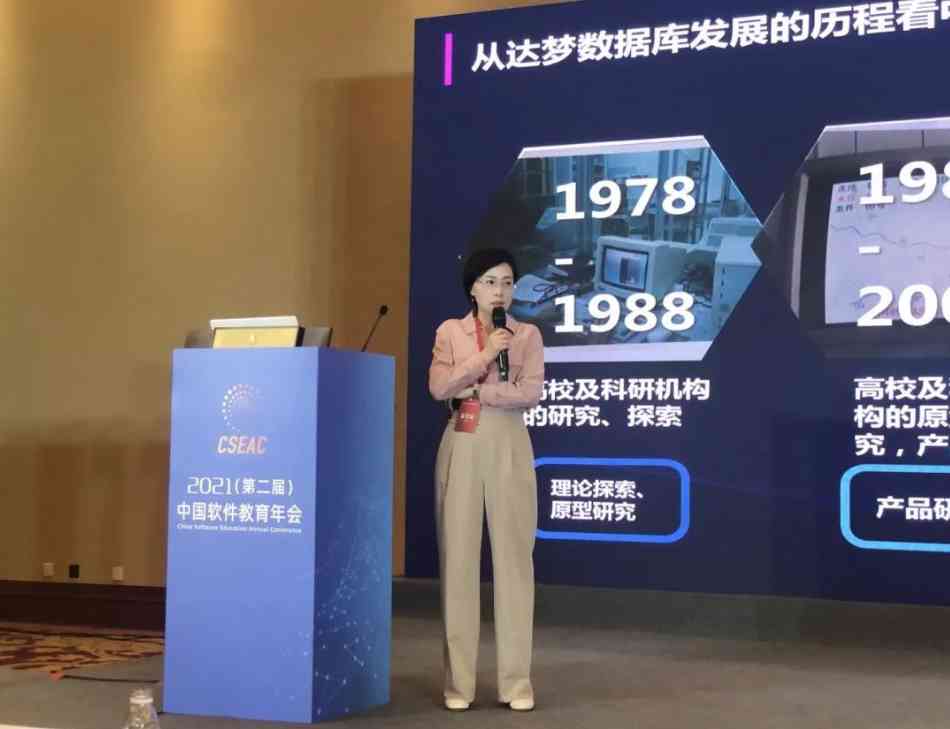 从达梦数据库发展的历程看
1978
-
1988
高校及科研机构
的研究、探索
理论探索、
原型研究
198
-
200
高校及
构的原
究，产
产品研
CSEAC
2021(第二届)
中国软件教育年会
China Software Education Annual Conference